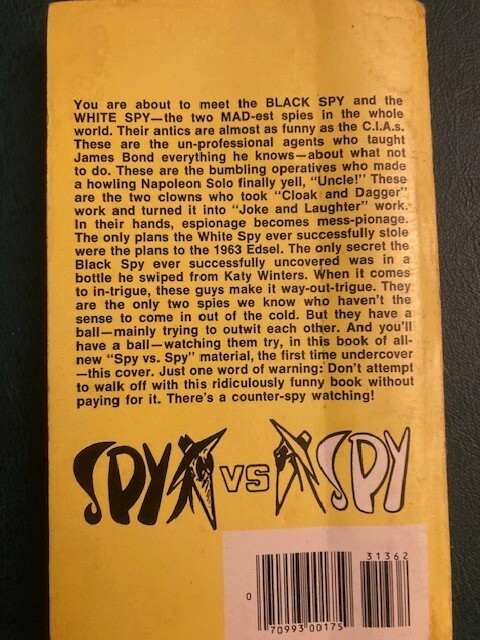 You are about to meet the BLACK SPY and the
WHITE SPY—the two MAD-est spies in the whole
world. Their antics are almost as funny as the C.I.A.s.
These are the un-professional agents who taught
James Bond everything he knows—about what not
to do. These are the bumbling operatives who made
a howling Napoleon Solo finally yell, "Uncle!" These
are the two clowns who took "Cloak and Dagger"
work and turned it into "Joke and Laughter" work.
In their hands, espionage becomes mess-pionage.
The only plans the White Spy ever successfully stole
were the plans to the 1963 Edsel. The only secret the
Black Spy ever successfully uncovered was in a
bottle he swiped from Katy Winters. When it comes
to in-trigue, these guys make it way-out-trigue. They
are the only two spies we know who haven't the
sense to come in out of the cold. But they have a
ball—mainly trying to outwit each other. And you'll
have a ball—watching them try, in this book of all-
new "Spy vs. Spy" material, the first time undercover
—this cover. Just one word of warning: Don't attempt
to walk off with this ridiculously funny book without
paying for it. There's a counter-spy watching!
SPY VS SPY
31362
0 70993 00175